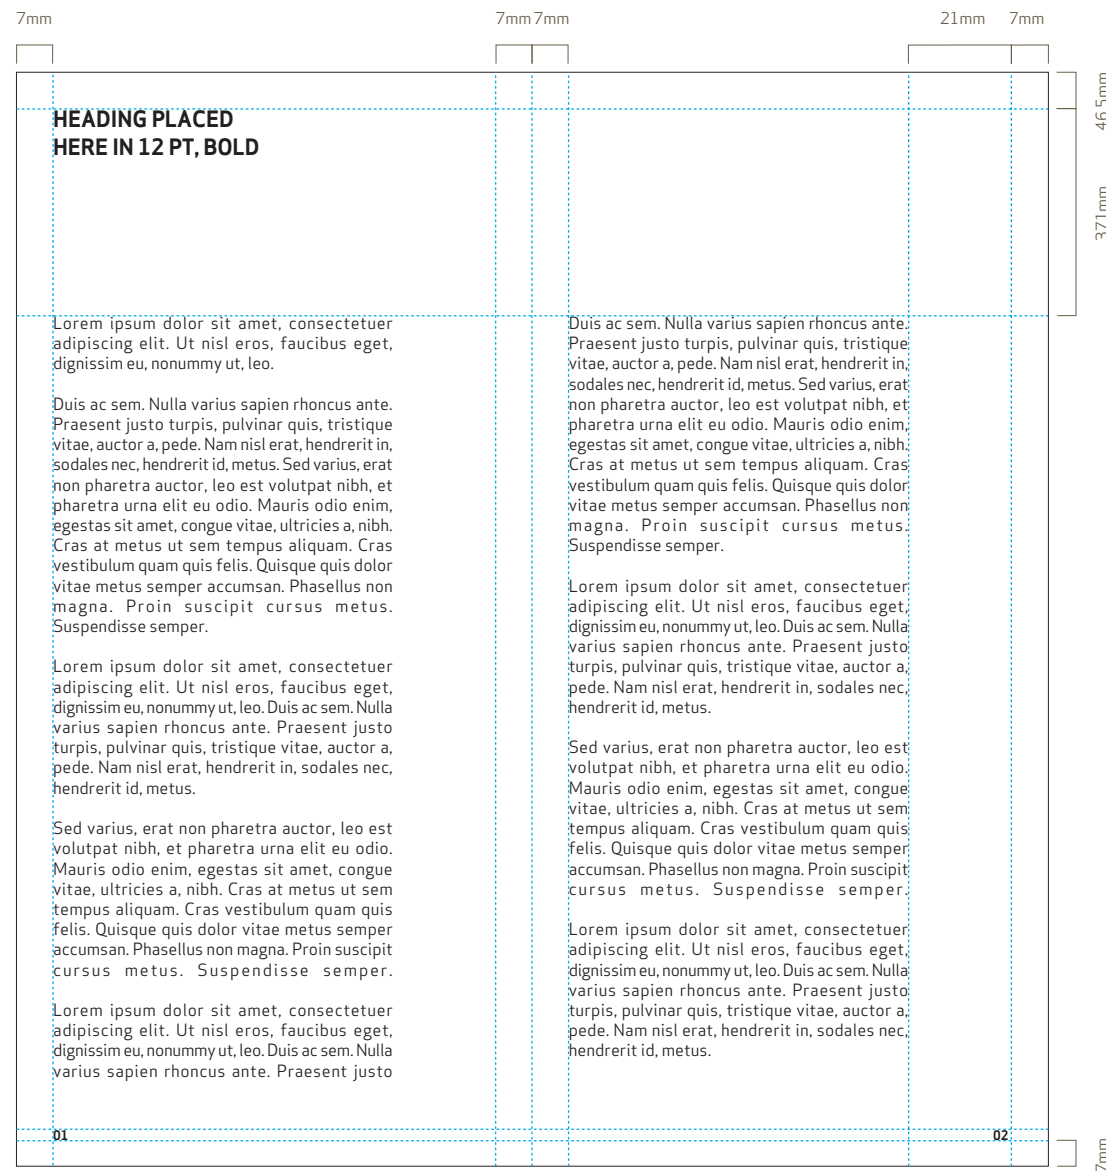 7mm
7mm 7mm
21mm
7mm
46.5mm
371mm
HEADING PLACED
HERE IN 12 PT, BOLD
Lorem ipsum dolor sit amet, consectetuer
adipiscing elit. Ut nisl eros, faucibus eget,
dignissim eu, nonummy ut, leo.
Duis ac sem. Nulla varius sapien rhoncus ante.
Praesent justo turpis, pulvinar quis, tristique
vitae, auctor a, pede. Nam nisl erat, hendrerit in,
sodales nec, hendrerit id, metus. Sed varius, erat
non pharetra auctor, leo est volutpat nibh, et
pharetra urna elit eu odio. Mauris odio enim,
egestas sit amet, congue vitae, ultricies a, nibh.
Cras at metus ut sem tempus aliquam. Cras
vestibulum quam quis felis. Quisque quis dolor
vitae metus semper accumsan. Phasellus non
magna. Proin suscipit cursus metus.
Suspendisse semper.
Lorem ipsum dolor sit amet, consectetuer
adipiscing elit. Ut nisl eros, faucibus eget,
dignissim eu, nonummy ut, leo. Duis ac sem. Nulla
varius sapien rhoncus ante. Praesent justo
turpis, pulvinar quis, tristique vitae, auctor a,
pede. Nam nisl erat, hendrerit in, sodales nec,
hendrerit id, metus.
Sed varius, erat non pharetra auctor, leo est
volutpat nibh, et pharetra urna elit eu odio.
Mauris odio enim, egestas sit amet, congue
vitae, ultricies a, nibh. Cras at metus ut sem
tempus aliquam. Cras vestibulum quam quis
felis. Quisque quis dolor vitae metus semper
accumsan. Phasellus non magna. Proin suscipit
cursus metus. Suspendisse semper.
Lorem ipsum dolor sit amet, consectetuer
adipiscing elit. Ut nisl eros, faucibus eget,
dignissim eu, nonummy ut, leo. Duis ac sem. Nulla
varius sapien rhoncus ante. Praesent justo
01
Duis ac sem. Nulla varius sapien rhoncus ante.
Praesent justo turpis, pulvinar quis, tristique
vitae, auctor a, pede. Nam nisl erat, hendrerit in,
sodales nec, hendrerit id, metus. Sed varius, erat
non pharetra auctor, leo est volutpat nibh, et
pharetra urna elit eu odio. Mauris odio enim,
egestas sit amet, congue vitae, ultricies a, nibh.
Cras at metus ut sem tempus aliquam. Cras
vestibulum quam quis felis. Quisque quis dolor
vitae metus semper accumsan. Phasellus non
magna. Proin suscipit cursus metus.
Suspendisse semper.
Lorem ipsum dolor sit amet, consectetuer
adipiscing elit. Ut nisl eros, faucibus eget,
dignissim eu, nonummy ut, leo. Duis ac sem. Nulla
varius sapien rhoncus ante. Praesent justo
turpis, pulvinar quis, tristique vitae, auctor a,
pede. Nam nisl erat, hendrerit in, sodales nec,
hendrerit id, metus.
Sed varius, erat non pharetra auctor, leo est
volutpat nibh, et pharetra urna elit eu odio.
Mauris odio enim, egestas sit amet, congue
vitae, ultricies a, nibh. Cras at metus ut sem
tempus aliquam. Cras vestibulum quam quis
felis. Quisque quis dolor vitae metus semper
accumsan. Phasellus non magna. Proin suscipit
cursus metus. Suspendisse semper.
Lorem ipsum dolor sit amet, consectetuer
adipiscing elit. Ut nisl eros, faucibus eget,
dignissim eu, nonummy ut, leo. Duis ac sem. Nulla
varius sapien rhoncus ante. Praesent justo
turpis, pulvinar quis, tristique vitae, auctor a,
pede. Nam nisl erat, hendrerit in, sodales nec,
hendrerit id, metus.
02
7mm